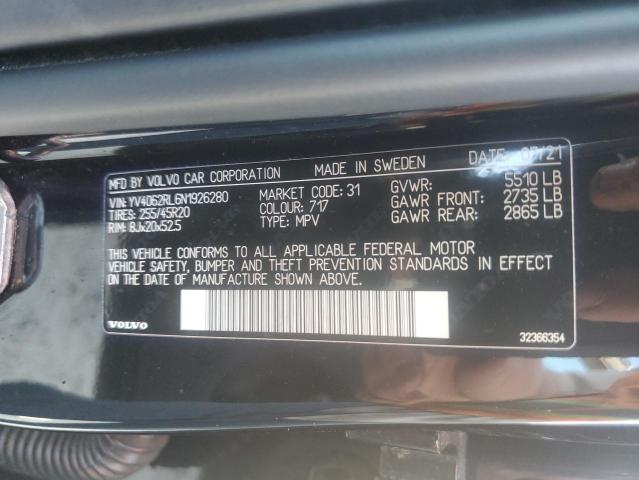 MFD BY VOLVO CAR CORPORATION MADE IN SWEDEN DATE 05/21
VIN: YV4062RL6N1926280 MARKET CODE: 31 GVWR: 5510 LB
TIRES: 255/45R20 COLOUR: 717 GAWR FRONT: 2735 LB
RIM: 8Jx20x52.5 TYPE: MPV GAWR REAR: 2865 LB
THIS VEHICLE CONFORMS TO ALL APPLICABLE FEDERAL MOTOR
VEHICLE SAFETY, BUMPER AND THEFT PREVENTION STANDARDS IN EFFECT
ON THE DATE OF MANUFACTURE SHOWN ABOVE.
VOLVO 32366354